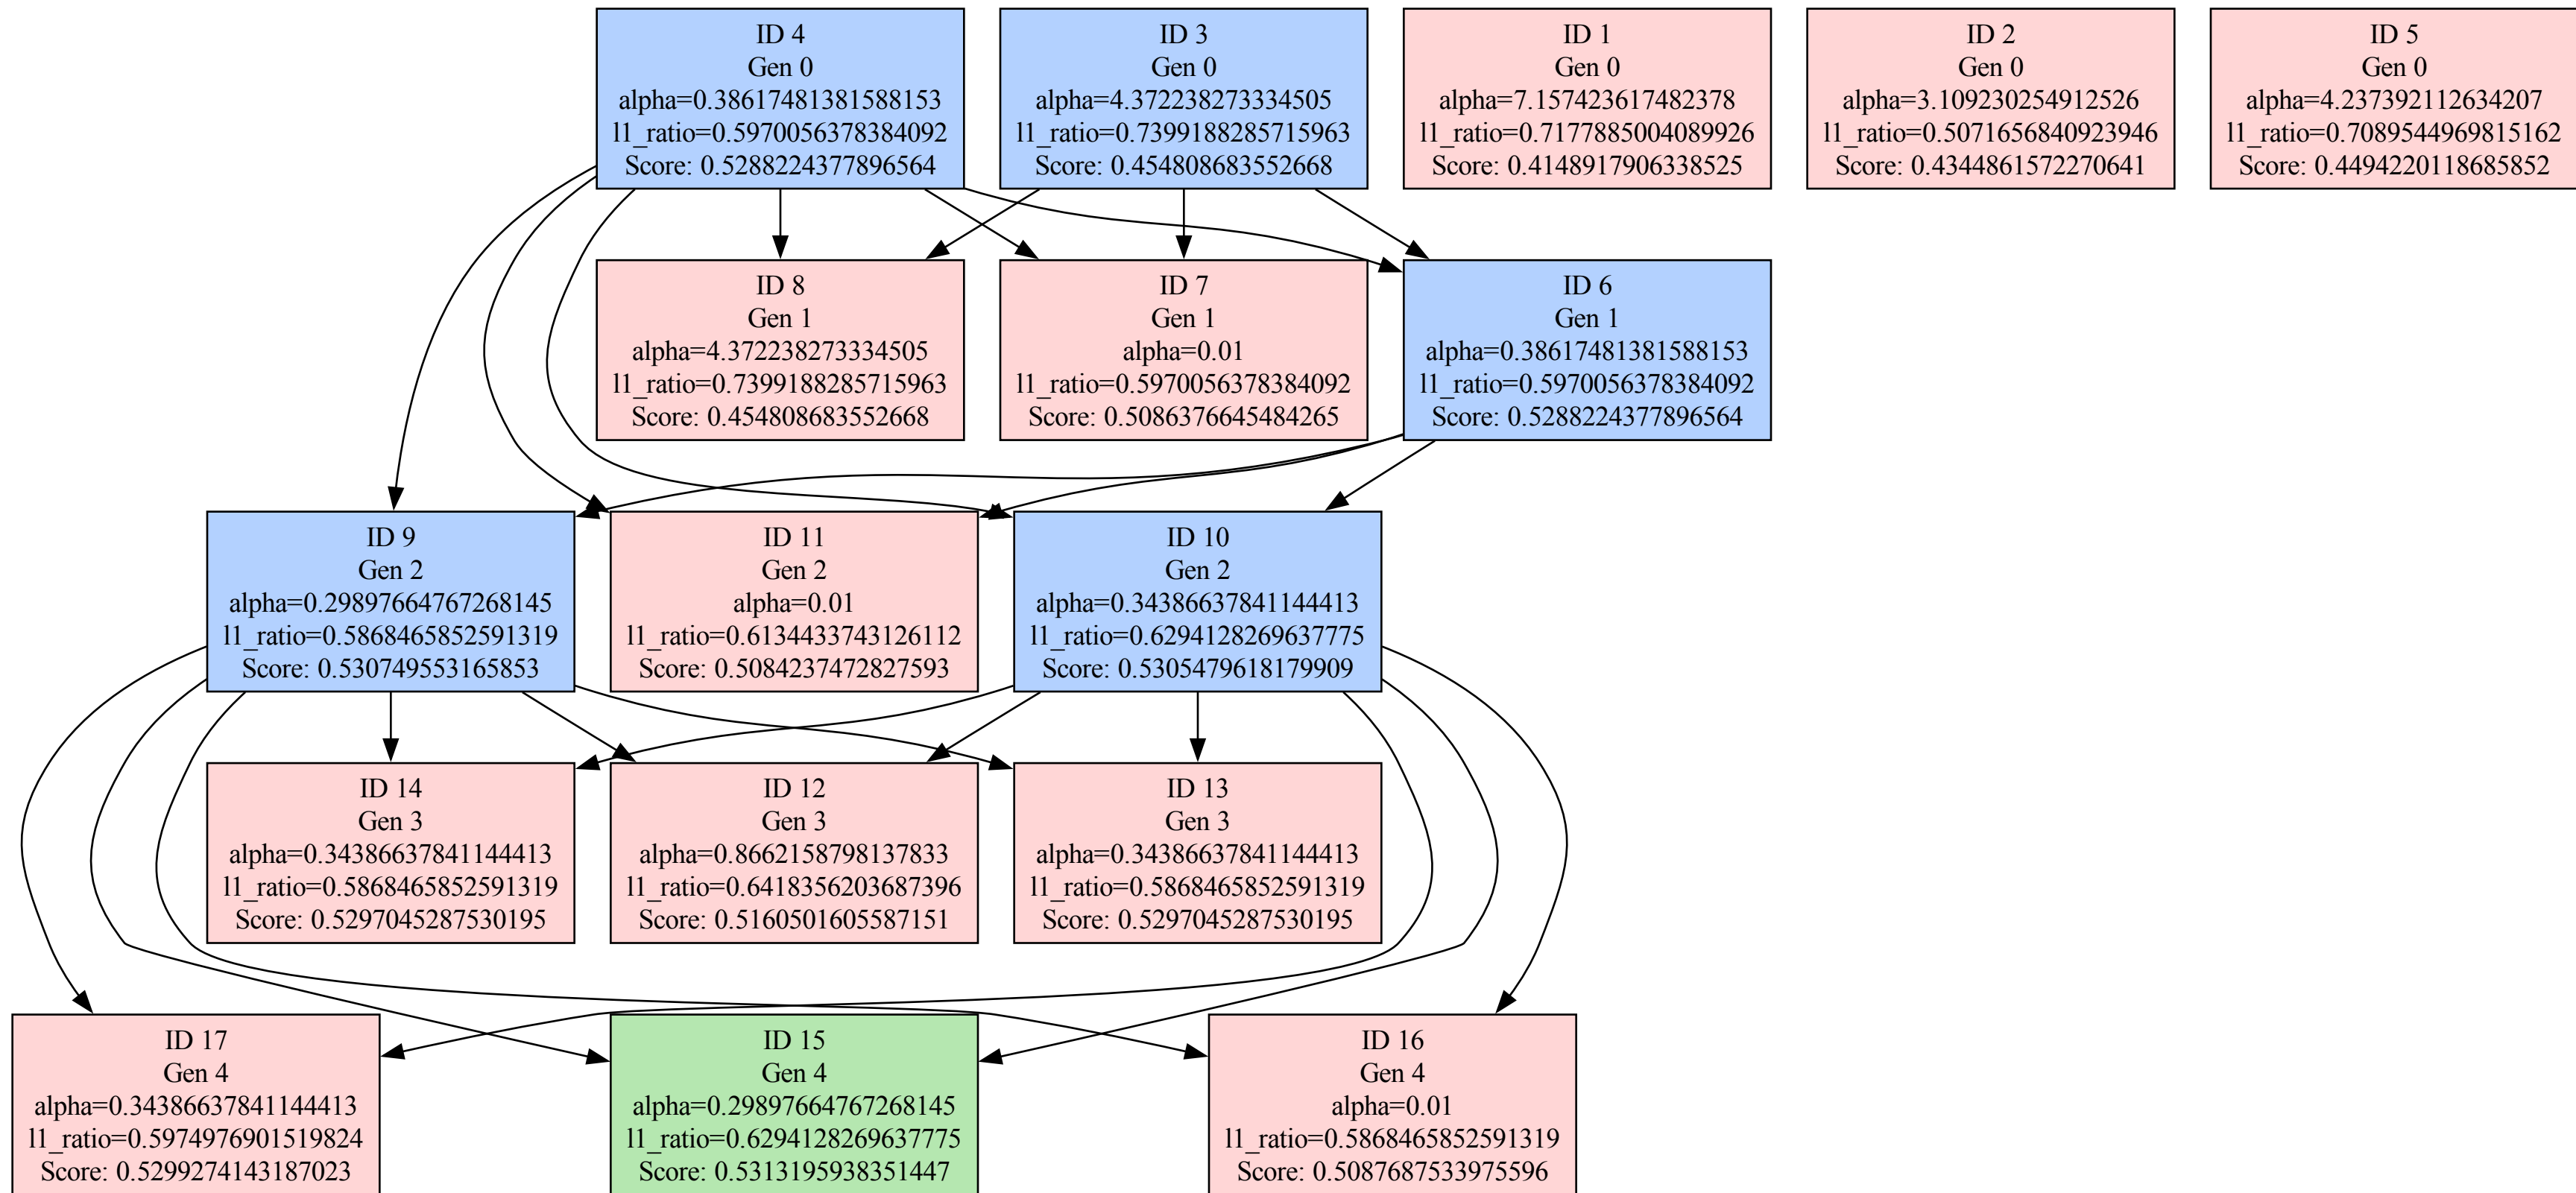 ID 4
Gen 0
alpha=0.38617481381588153
l1_ratio=0.5970056378384092
Score: 0.5288224377896564
ID 3
Gen 0
alpha=4.372238273334505
l1_ratio=0.7399188285715963
Score: 0.454808683552668
ID 1
Gen 0
alpha=7.157423617482378
l1_ratio=0.7177885004089926
Score: 0.4148917906338525
ID 2
Gen 0
alpha=3.109230254912526
l1_ratio=0.5071656840923946
Score: 0.4344861572270641
ID 5
Gen 0
alpha=4.237392112634207
l1_ratio=0.7089544969815162
Score: 0.4494220118685852
ID 8
Gen 1
alpha=4.372238273334505
l1_ratio=0.7399188285715963
Score: 0.454808683552668
ID 7
Gen 1
alpha=0.01
l1_ratio=0.5970056378384092
Score: 0.5086376645484265
ID 6
Gen 1
alpha=0.38617481381588153
l1_ratio=0.5970056378384092
Score: 0.5288224377896564
ID 9
Gen 2
alpha=0.29897664767268145
l1_ratio=0.5868465852591319
Score: 0.530749553165853
ID 11
Gen 2
alpha=0.01
l1_ratio=0.6134433743126112
Score: 0.5084237472827593
ID 10
Gen 2
alpha=0.34386637841144413
l1_ratio=0.6294128269637775
Score: 0.5305479618179909
ID 14
Gen 3
alpha=0.34386637841144413
l1_ratio=0.5868465852591319
Score: 0.5297045287530195
ID 12
Gen 3
alpha=0.8662158798137833
l1_ratio=0.6418356203687396
Score: 0.5160501605587151
ID 13
Gen 3
alpha=0.34386637841144413
l1_ratio=0.5868465852591319
Score: 0.5297045287530195
ID 17
Gen 4
alpha=0.34386637841144413
l1_ratio=0.5974976901519824
Score: 0.5299274143187023
ID 15
Gen 4
alpha=0.29897664767268145
l1_ratio=0.6294128269637775
Score: 0.5313195938351447
ID 16
Gen 4
alpha=0.01
l1_ratio=0.5868465852591319
Score: 0.5087687533975596